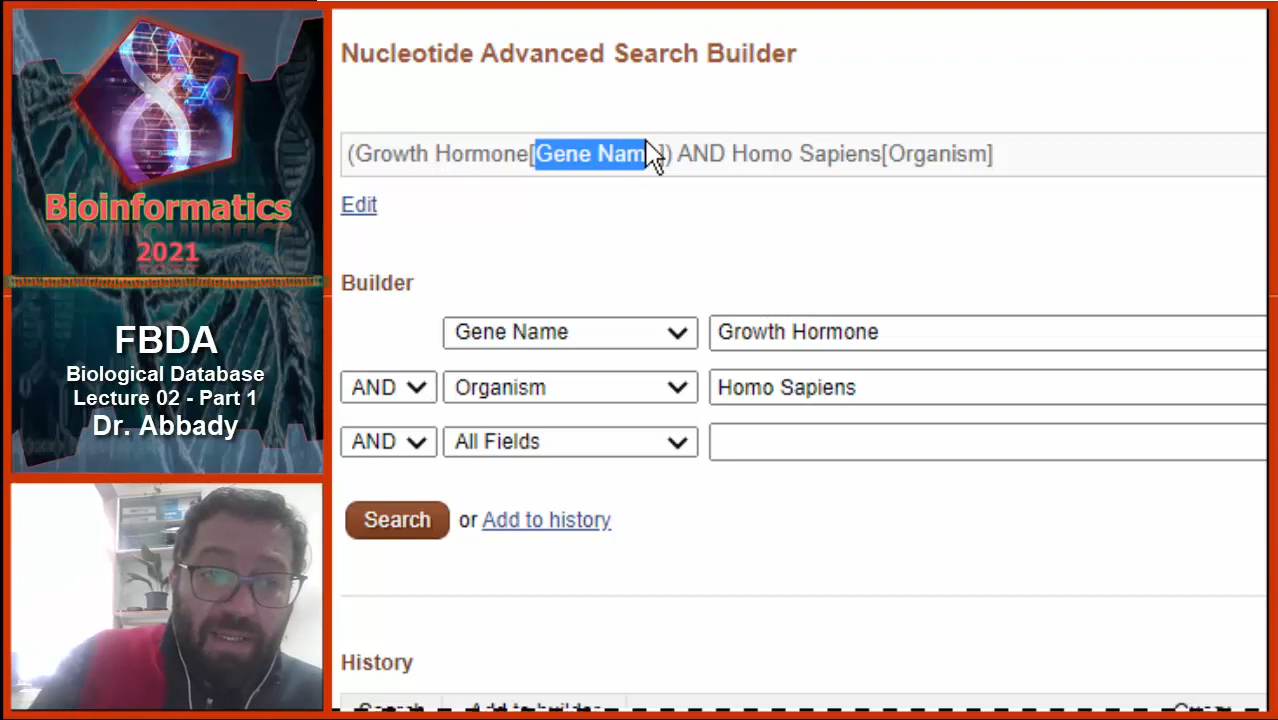 Bioinformatics
2021
FBDA
Biological Database
Lecture 02 - Part 1
Dr. Abbady
Nucleotide Advanced Search Builder
(Growth Hormone[Gene Name]) AND Homo Sapiens[Organism]
Edit
Builder
Gene Name Growth Hormone
AND Organism Homo Sapiens
AND All Fields
Search or Add to history
History